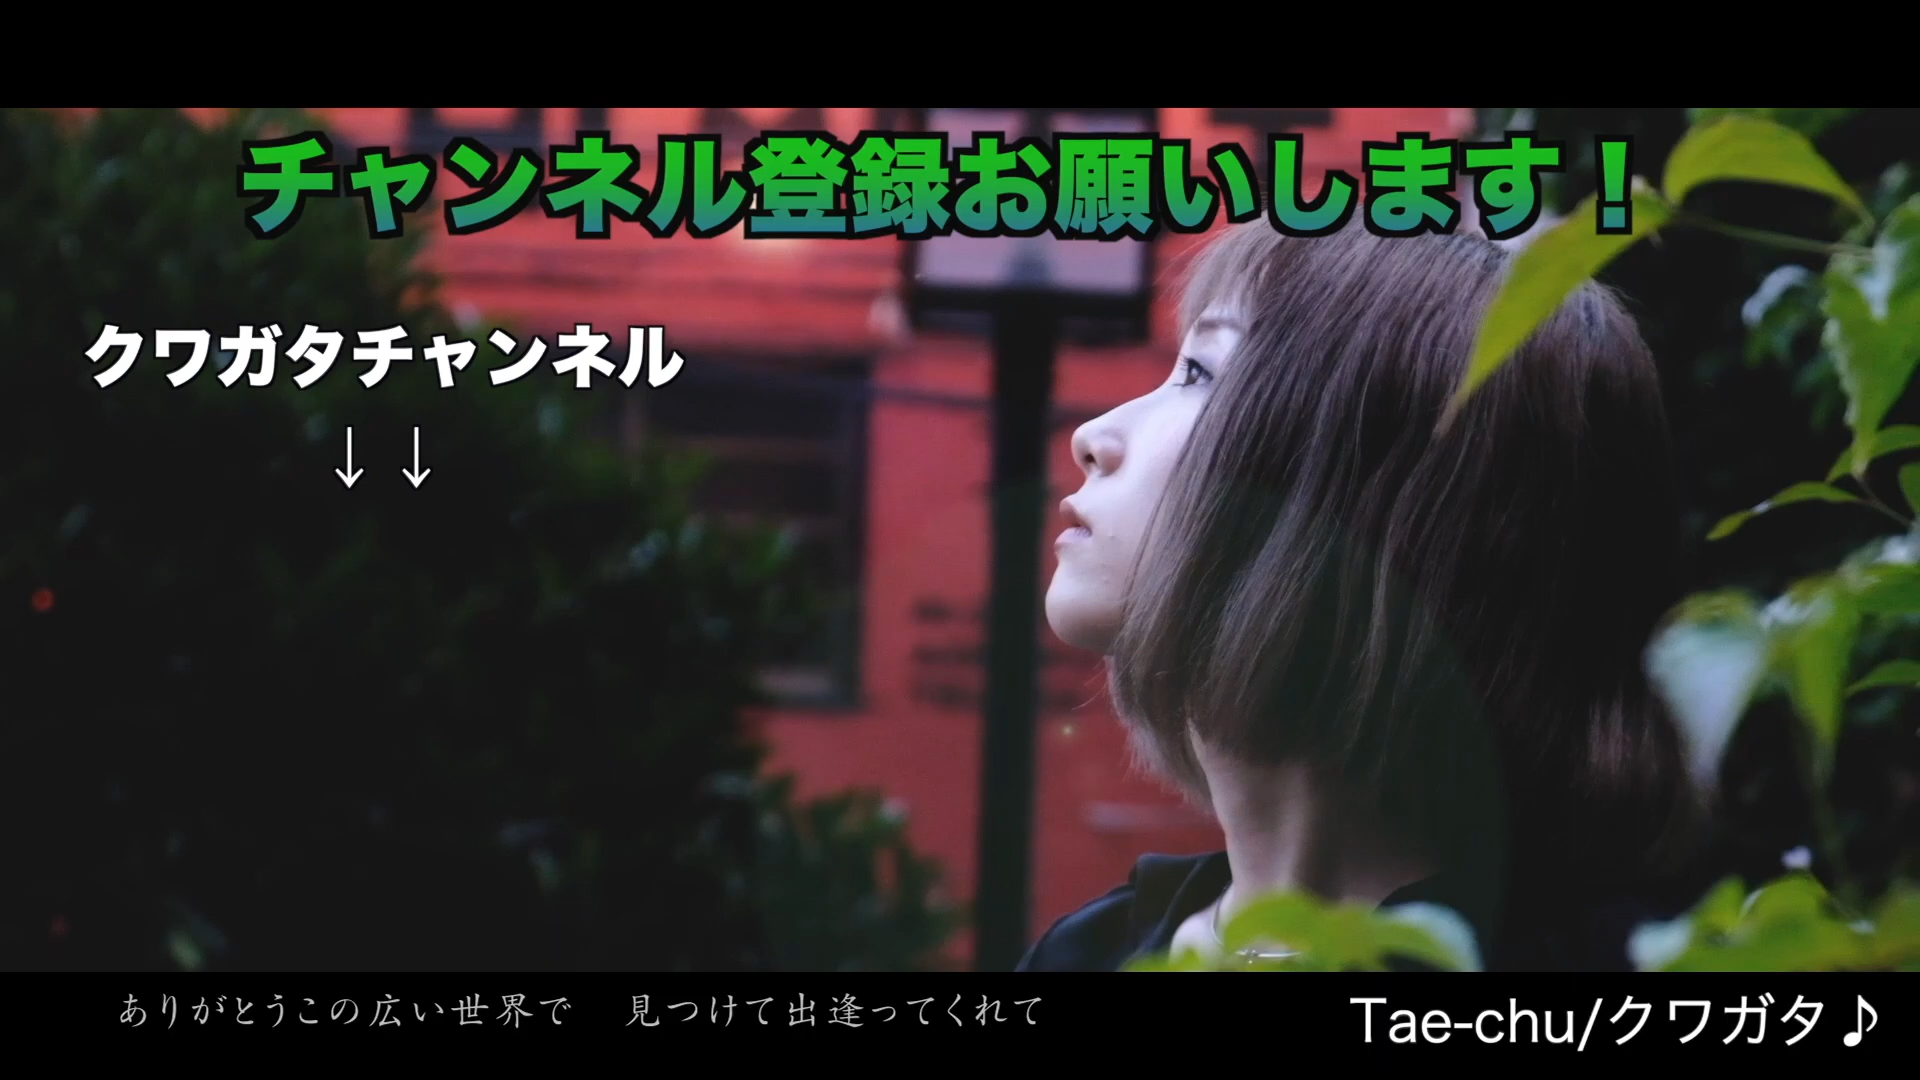 チャンネル登録お願いします！
クワガタチャンネル
↓ ↓
ありがとうこの広い世界で　見つけて出逢ってくれて
Tae-chu/クワガタ♪